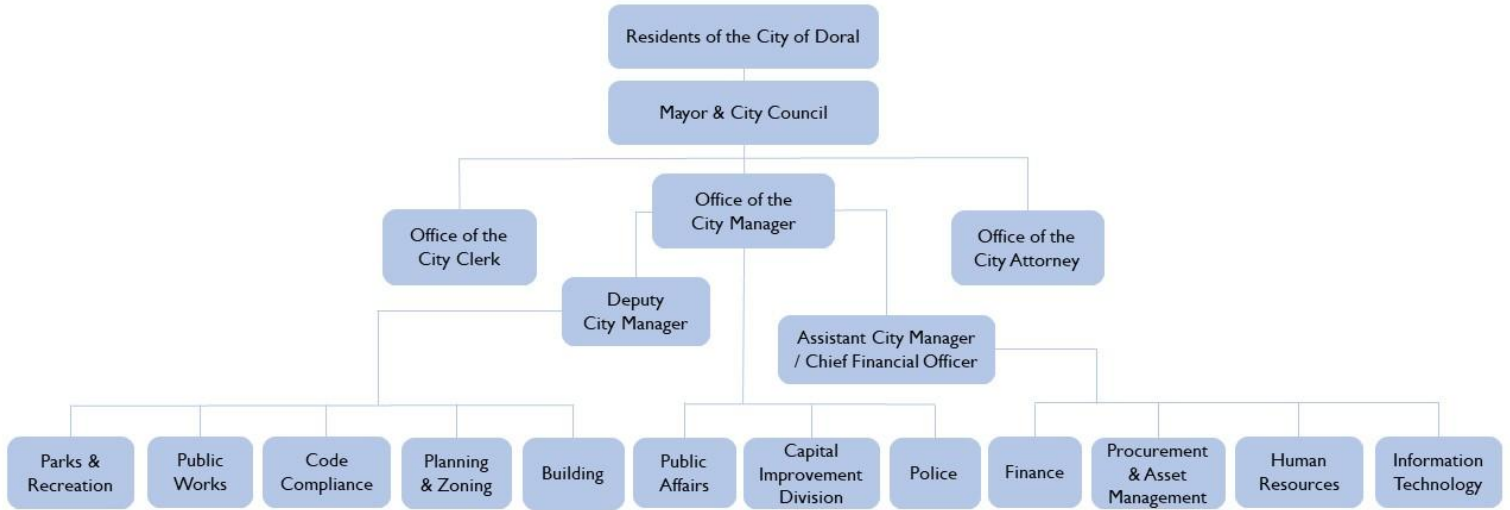 Residents of the City of Doral
Mayor & City Council
Office of the
City Manager
Office of the
City Clerk
Office of the
City Attorney
Deputy
City Manager
Assistant City Manager
/ Chief Financial Officer
Parks &
Recreation
Public
Works
Code
Compliance
Planning
& Zoning
Building
Public
Affairs
Capital
Improvement
Division
Police
Finance
Procurement
& Asset
Management
Human
Resources
Information
Technology